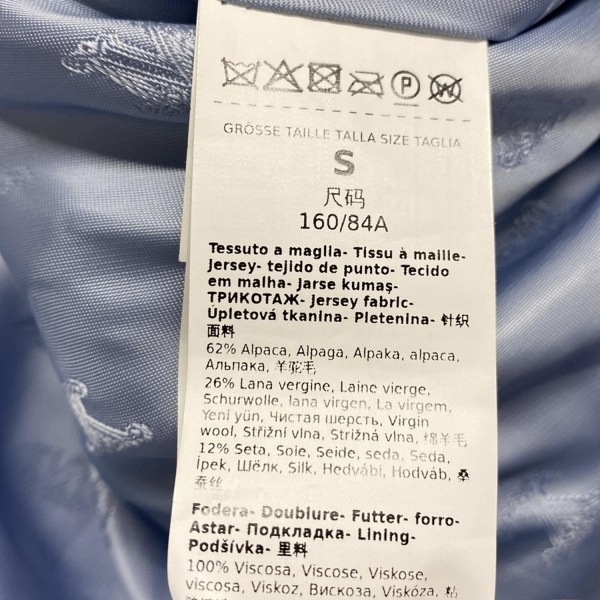 P W
GRÖSSE TAILLE TALLA SIZE TAGLIA
S
尺码
160/84A
Tessuto a maglia- Tissu à maille-
Jersey- tejido de punto- Tecido
em malha- Jarse kumaş-
ТРИКОТАЖ- Jersey fabric-
Úpletová tkanina- Pletenina- 针织
面料
62% Alpaca, Alpaga, Alpaka, alpaca,
Альпака, 羊驼毛
26% Lana vergine, Laine vierge,
Schurwolle, lana virgen, La virgem,
Yeni yün, Чистая шерсть, Virgin
wool, Střižní vlna, Strižná vlna, 绵羊毛
12% Seta, Soie, Seide, seda, Seda,
İpek, Шёлк, Silk, Hedvábí, Hodváb, 桑
蚕丝
Fodera- Doublure- Futter- forro-
Astar- Подкладка- Lining-
Podšívka- 里料
100% Viscosa, Viscose, Viskose,
viscosa, Viskoz, Вискоза, Viskóza, 粘